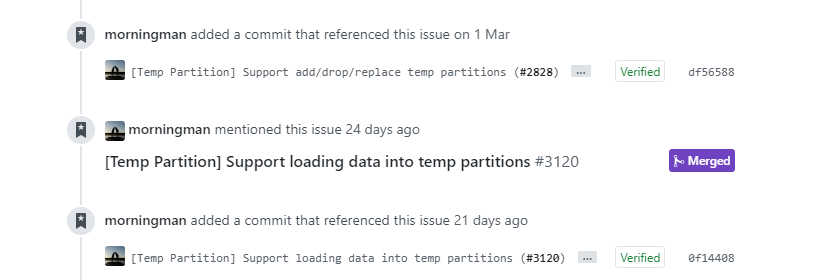 morningman added a commit that referenced this issue on 1 Mar
[Temp Partition] Support add/drop/replace temp partitions (#2828) ... Verified df56588
morningman mentioned this issue 24 days ago
[Temp Partition] Support loading data into temp partitions #3120 Merged
morningman added a commit that referenced this issue 21 days ago
[Temp Partition] Support loading data into temp partitions (#3120) ... Verified 0f14408